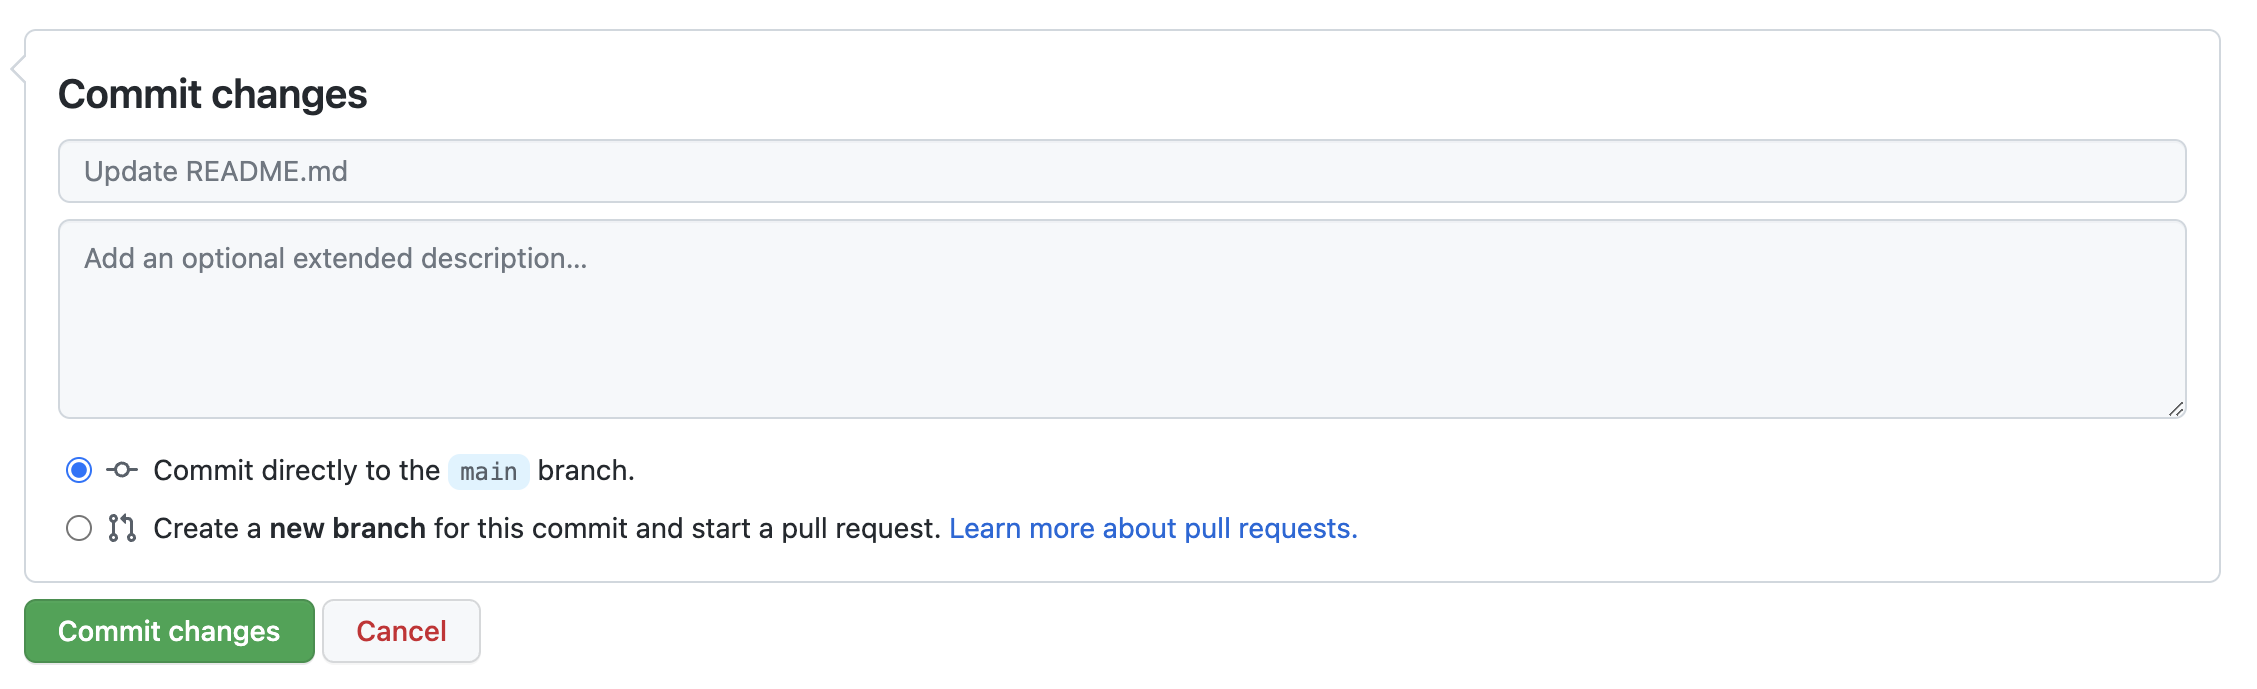 Commit changes
Update README.md
Add an optional extended description...
Commit directly to the main branch.
Create a new branch for this commit and start a pull request. Learn more about pull requests.
Commit changes Cancel